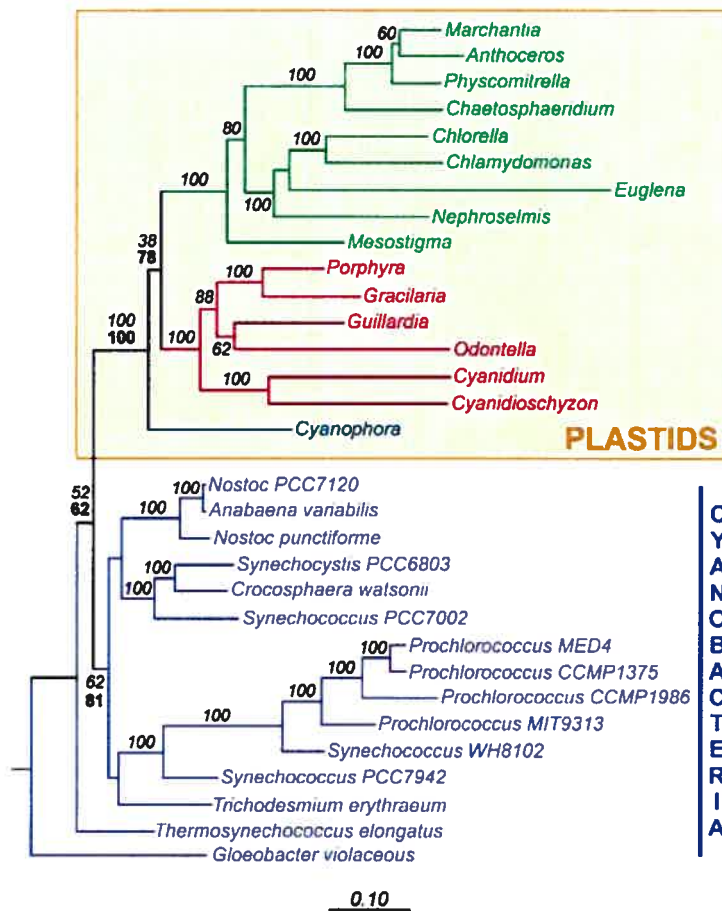 Marchantia
60
100
Anthoceros
100
Physcomitrella
Chaetosphaeridium
80
100
Chlorella
Chlamydomonas
100
Euglena
100
Nephroselmis
38
78
Mesostigma
100
Porphyra
88
Gracilaria
100
100
Guillardia
100
62
Odontella
100
Cyanidium
Cyanidioschyzon
Cyanophora
PLASTIDS
52
62
100
Nostoc PCC7120
Anabaena variabilis
Nostoc punctiforme
100
Synechocystis PCC6803
100
Crocosphaera watsonii
Synechococcus PCC7002
100
Prochlorococcus MED4
100
Prochlorococcus CCMP1375
62
81
100
Prochlorococcus CCMP1986
100
Prochlorococcus MIT9313
100
Synechococcus WH8102
Synechococcus PCC7942
Trichodesmium erythraeum
Thermosynechococcus elongatus
Gloeobacter violaceous
CYANOBACTERIA
0.10